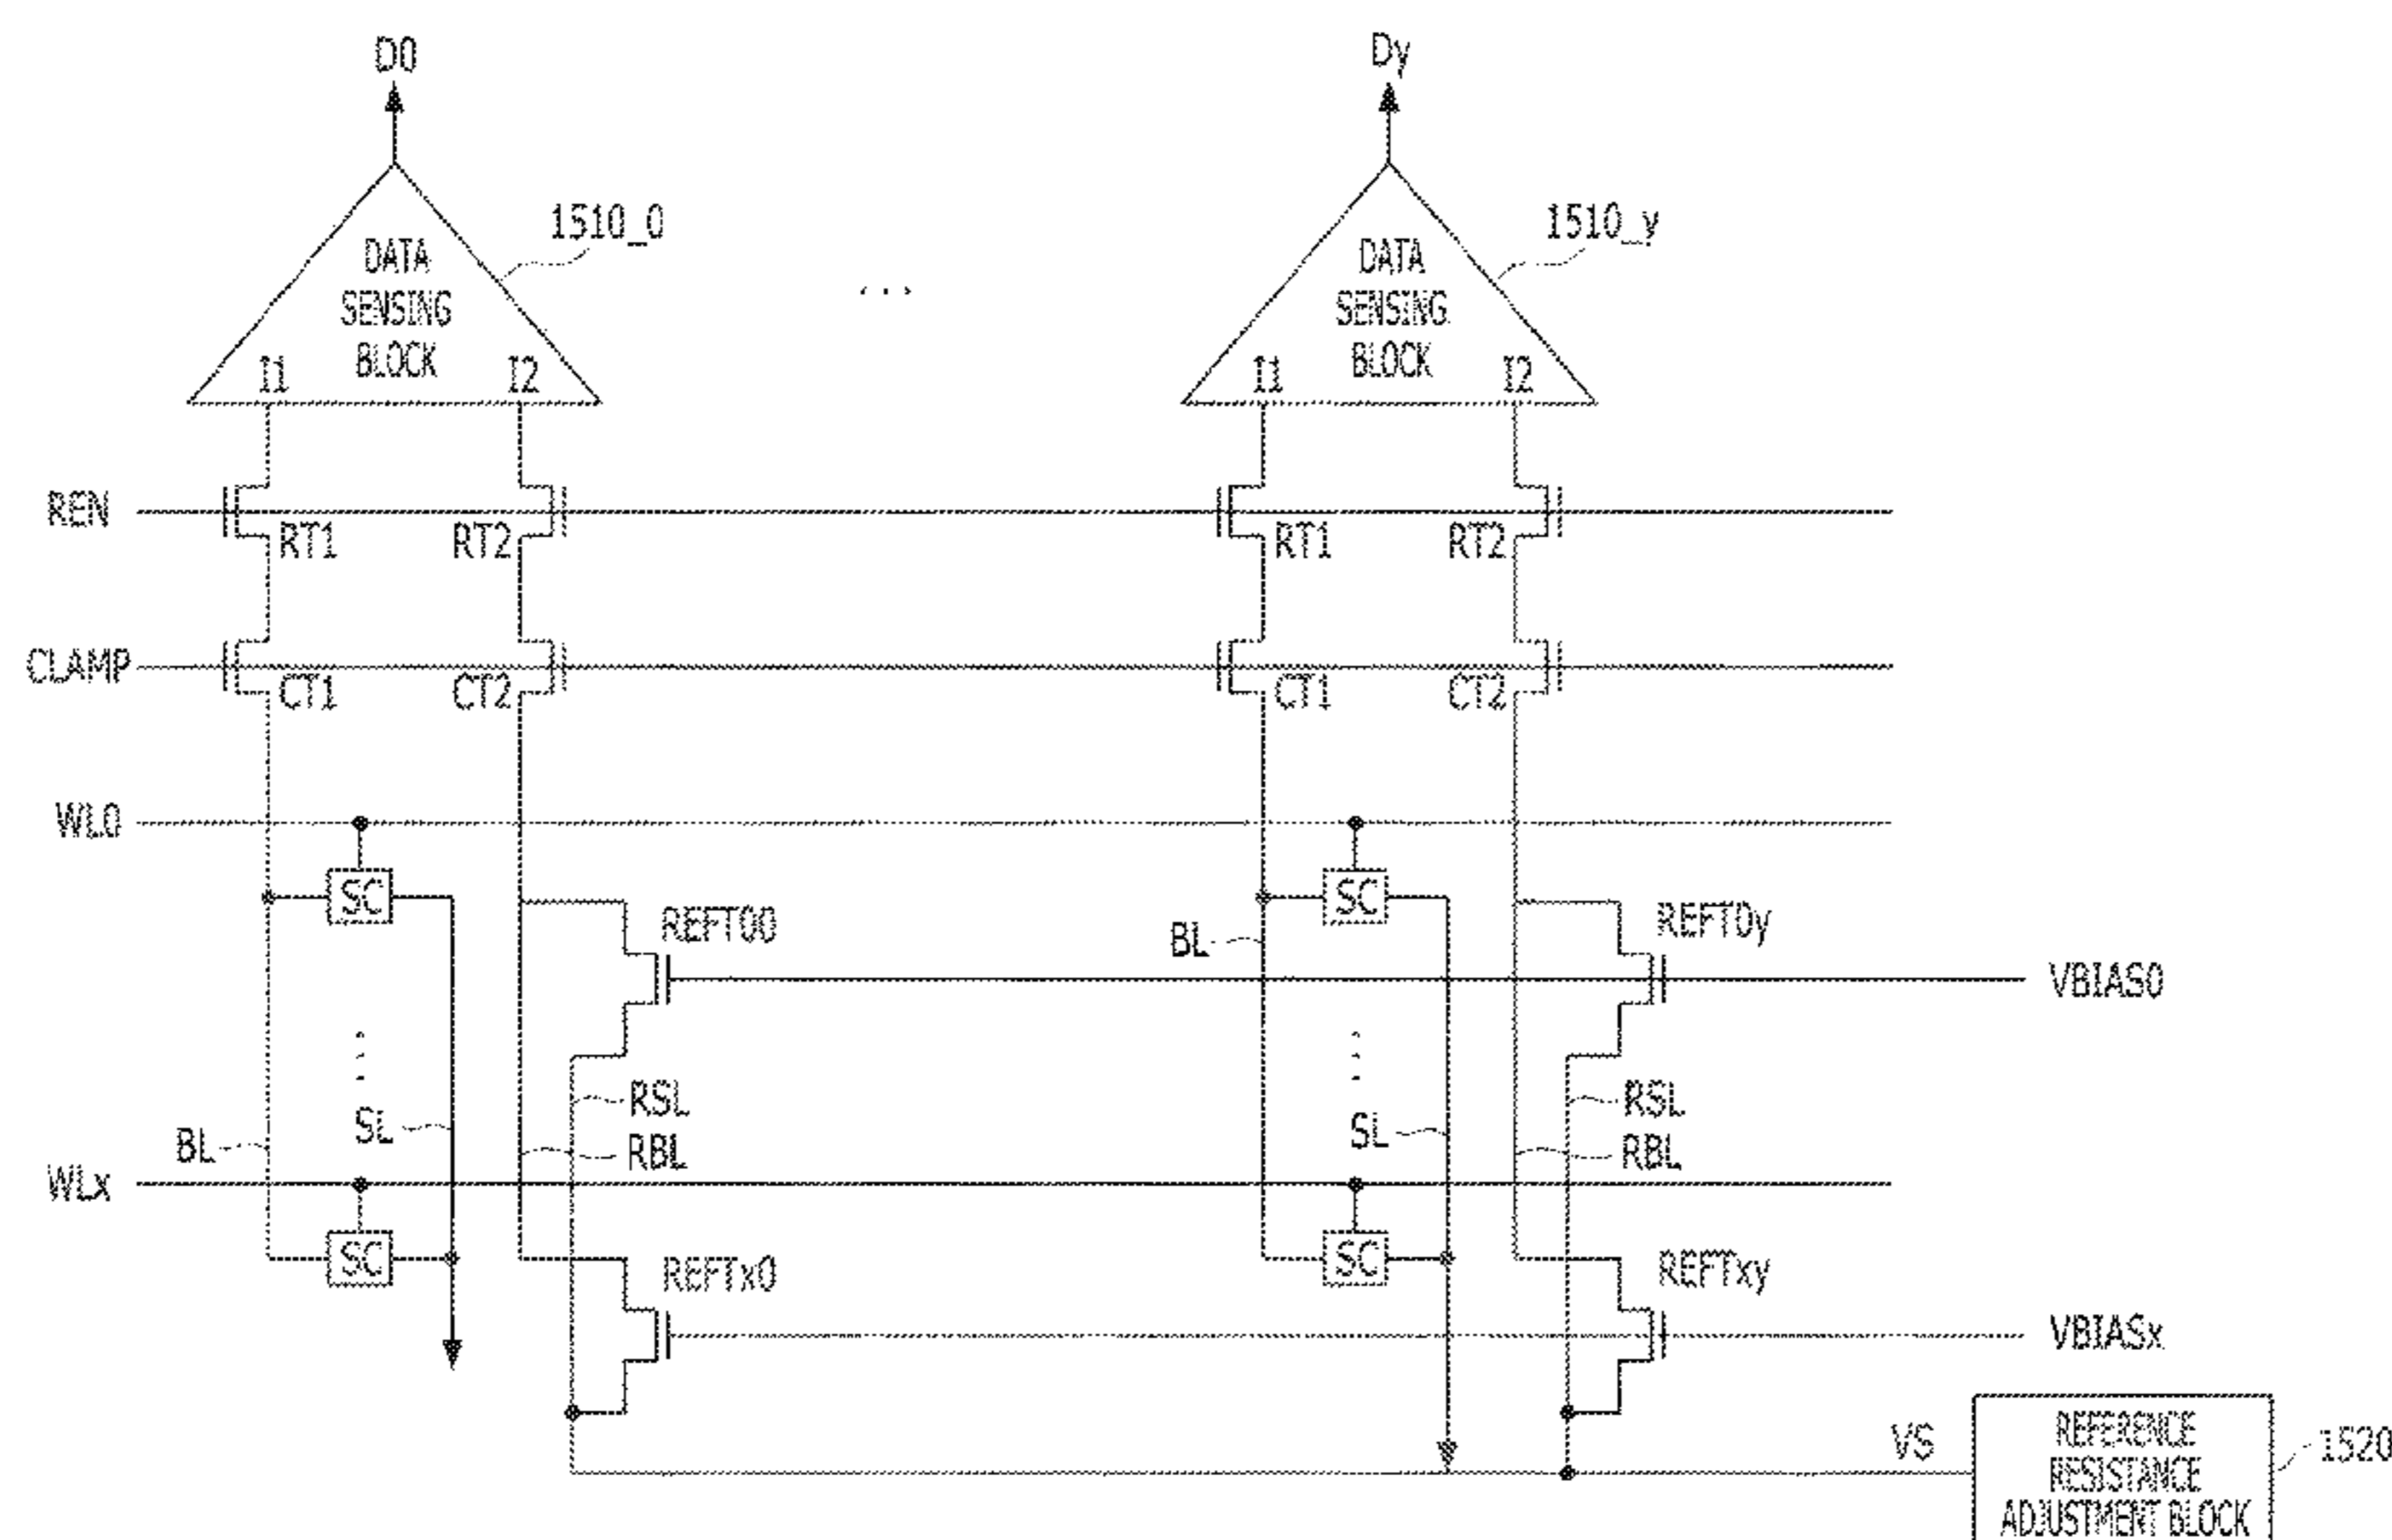 D0
Dy
1510_0
1510_y
DATA
SENSING
BLOCK
DATA
SENSING
BLOCK
...
I1
I2
I1
I2
REN
RT1
RT2
RT1
RT2
CLAMP
CT1
CT2
CT1
CT2
WL0
SC
SC
REFT00
BL
REFT0y
VBIAS0
SL
RSL
SL
RSL
BL
RBL
RBL
WLx
SC
SC
REFTx0
REFTxy
VBIASx
VS
REFERENCE
RESISTANCE
ADJUSTMENT BLOCK
1520